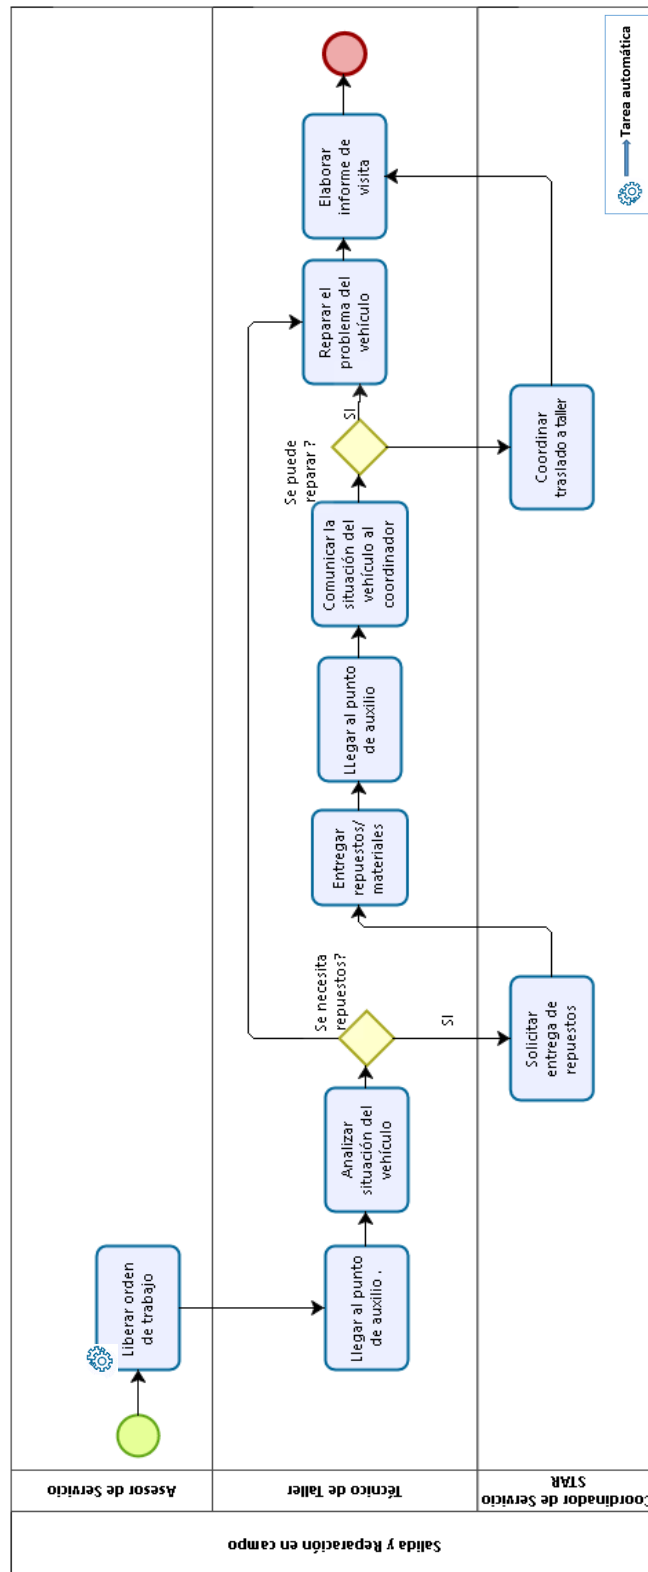 Salida y Reparación en campo
Asesor de Servicio
Técnico de Taller
Coordinador de Servicio
STAR
Liberar orden
de trabajo
Llegar al punto
de auxilio .
Analizar
situación del
vehículo
Se necesita
repuestos?
SI
Solicitar
entrega de
repuestos
Entregar
repuestos/
materiales
LLegar al punto
de auxilio
Comunicar la
situación del
vehículo al
coordinador
Se puede
reparar ?
SI
Coordinar
traslado a taller
Reparar el
problema del
vehículo
Elaborar
informe de
visita
Tarea automática